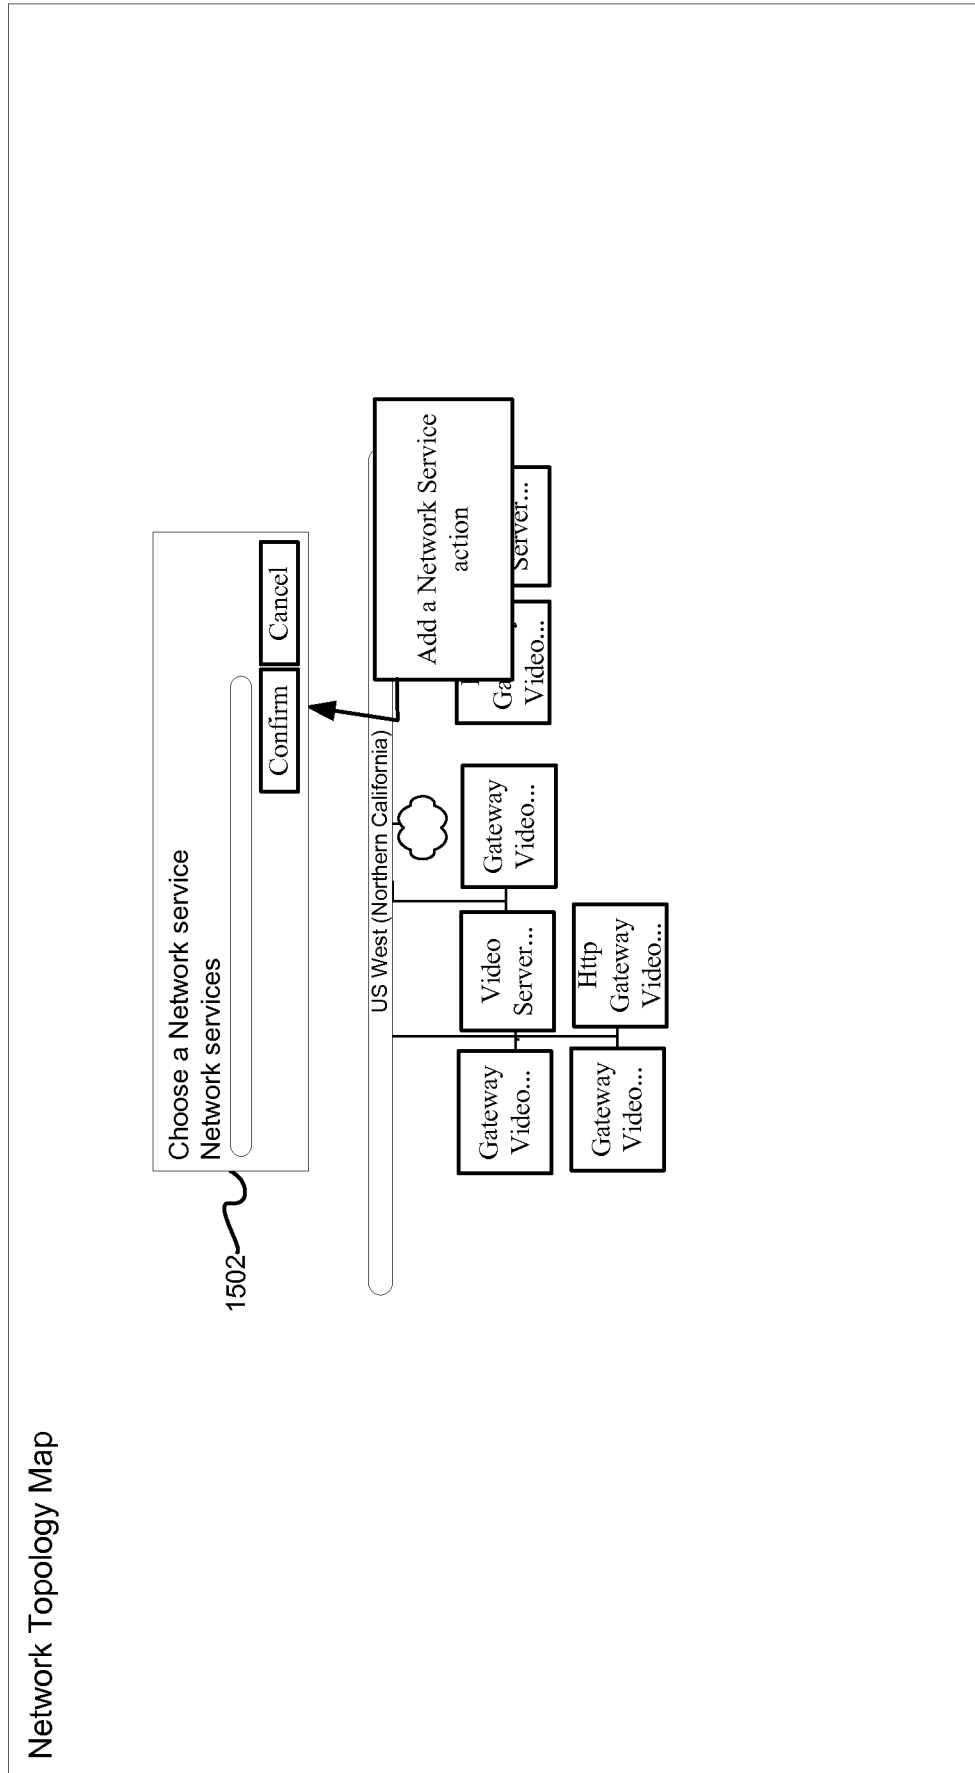 Network Topology Map
1502
Choose a Network service
Network services
Confirm
Cancel
US West (Northern California)
Add a Network Service
action
Gateway
Video...
Video
Server...
Gateway
Video...
Ga
Video...
Server...
Gateway
Video...
Http
Gateway
Video...